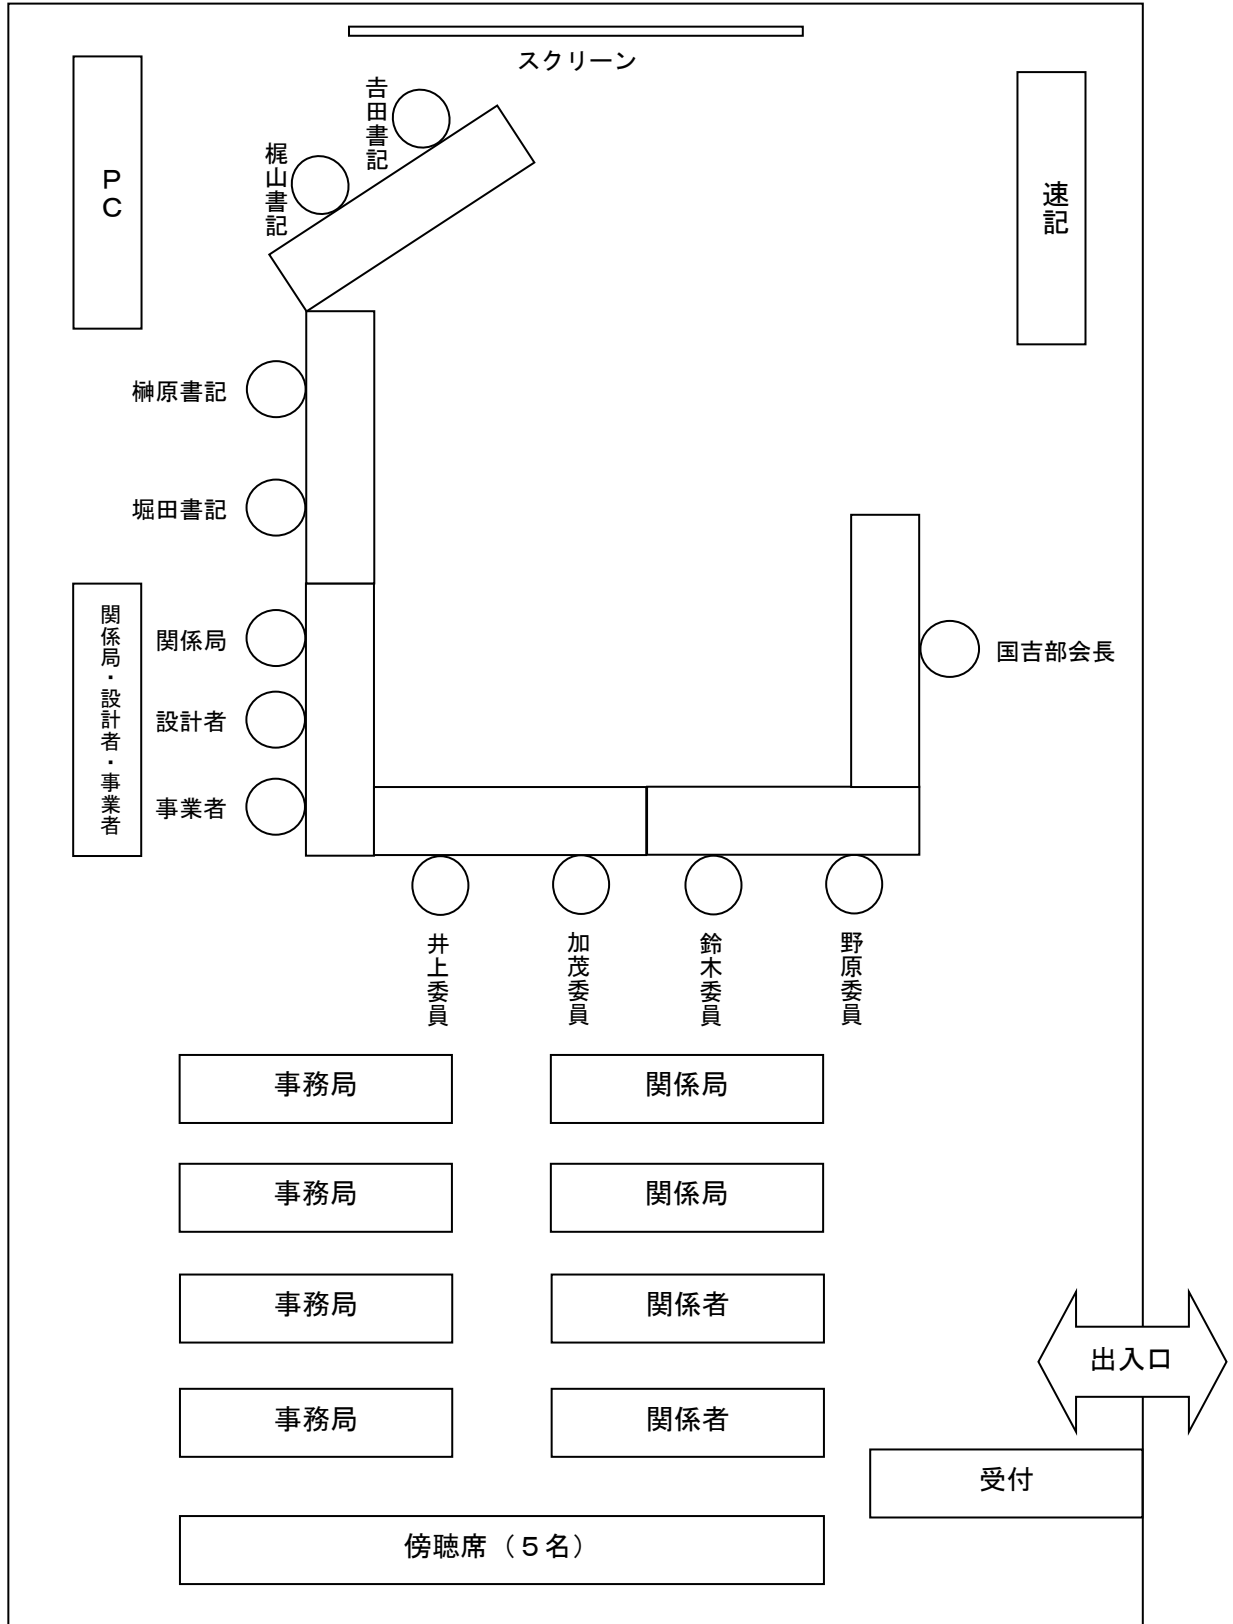 スクリーン
吉田書記
梶山書記
ＰＣ
速記
榊原書記
堀田書記
関係局・設計者・事業者
関係局
設計者
事業者
国吉部会長
井上委員
加茂委員
鈴木委員
野原委員
事務局
関係局
事務局
関係局
事務局
関係者
出入口
事務局
関係者
受付
傍聴席（５名）